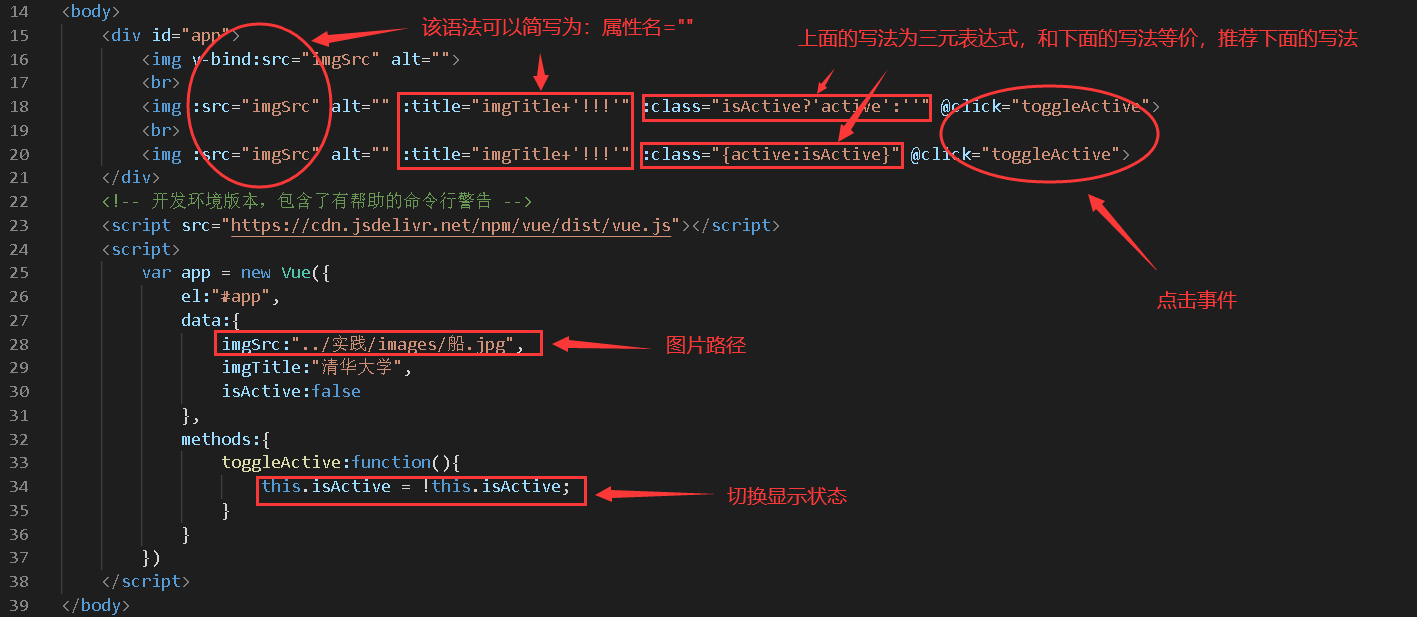 14 <body>
该语法可以简写为：属性名=""
上面的写法为三元表达式，和下面的写法等价，推荐下面的写法
15 <div id="app">
16 <img v-bind:src="imgSrc" alt="">
17 <br>
18 <img :src="imgSrc" alt="" :title="imgTitle+'!!!'" :class="isActive?'active':''" @click="toggleActive">
19 <br>
20 <img :src="imgSrc" alt="" :title="imgTitle+'!!!'" :class="{active:isActive}" @click="toggleActive">
21 </div>
22 <!-- 开发环境版本，包含了有帮助的命令行警告 -->
23 <script src="https://cdn.jsdelivr.net/npm/vue/dist/vue.js"></script>
24 <script>
25 var app = new Vue({
26 el:"#app",
点击事件
27 data:{
28 imgSrc:"../实践/images/船.jpg",
图片路径
29 imgTitle:"清华大学",
30 isActive:false
31 },
32 methods:{
33 toggleActive:function(){
34 this.isActive = !this.isActive;
切换显示状态
35 }
36 }
37 })
38 </script>
39 </body>